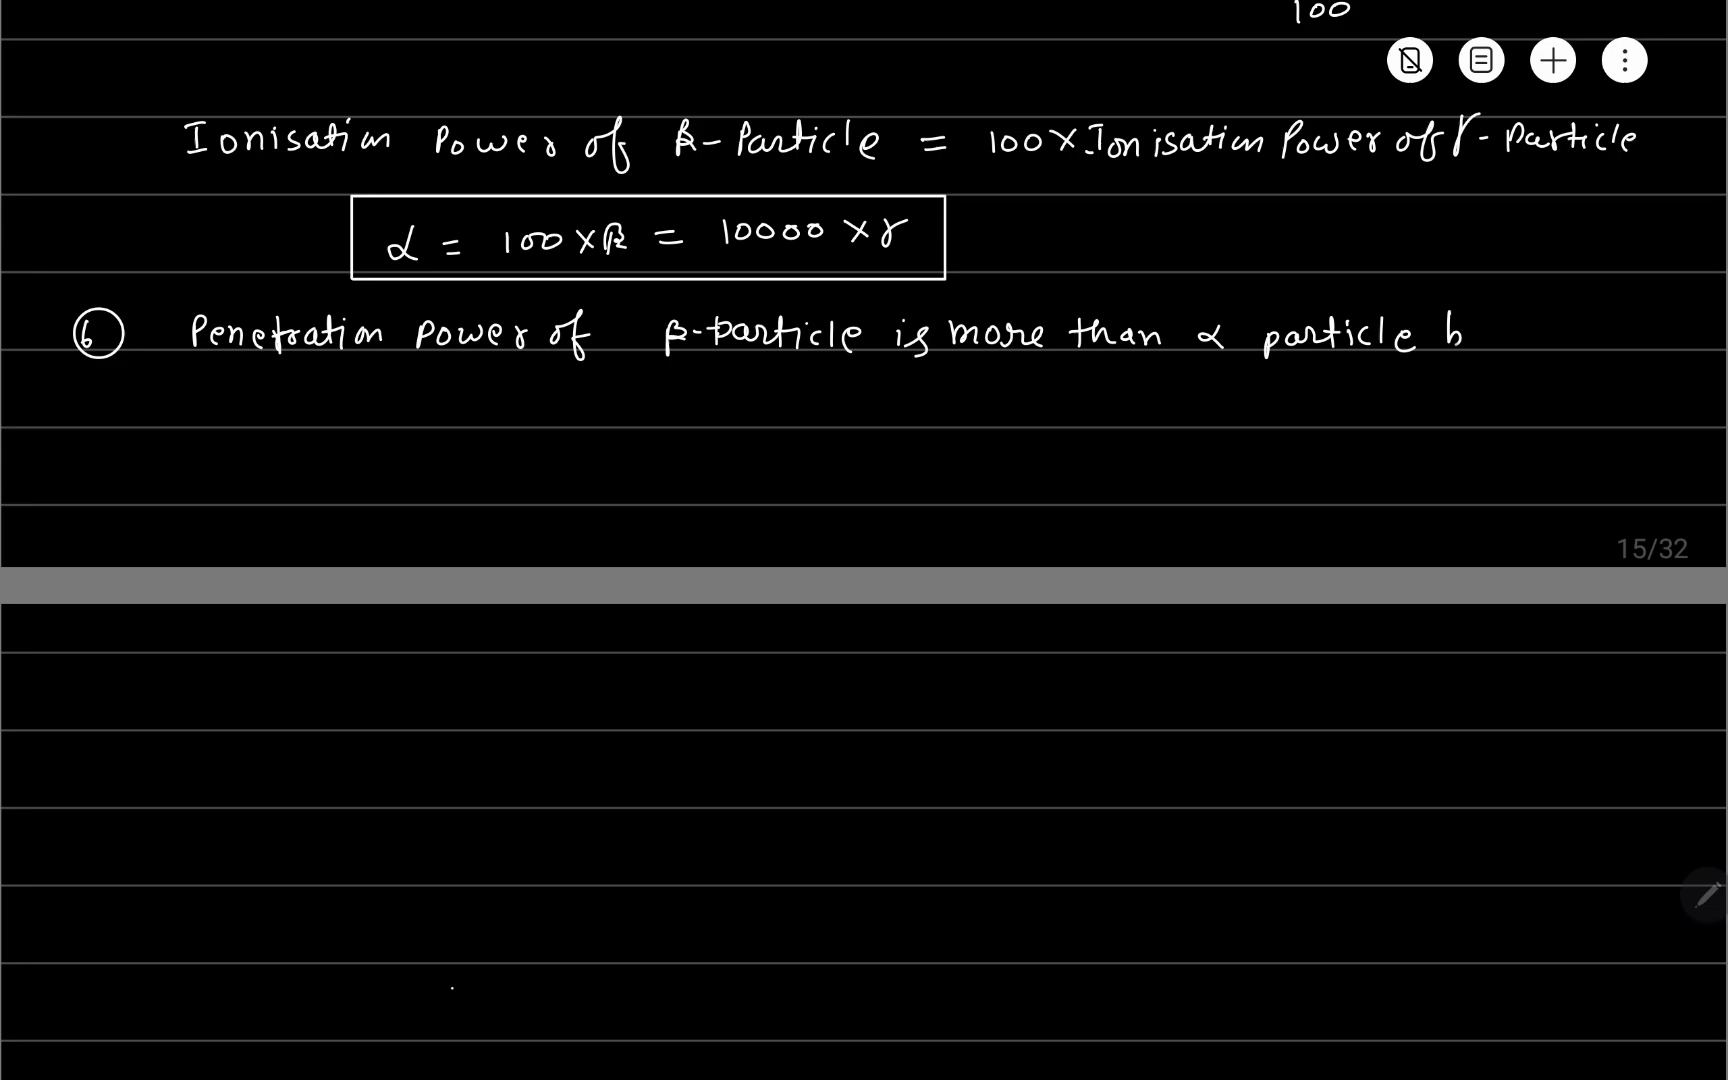 100
Ionisation Power of β-Particle = 100 × Ionisation Power off γ-Particle
α = 100 × β = 10000 × γ
6 Penetration power of β-particle is more than α particle b
15/32